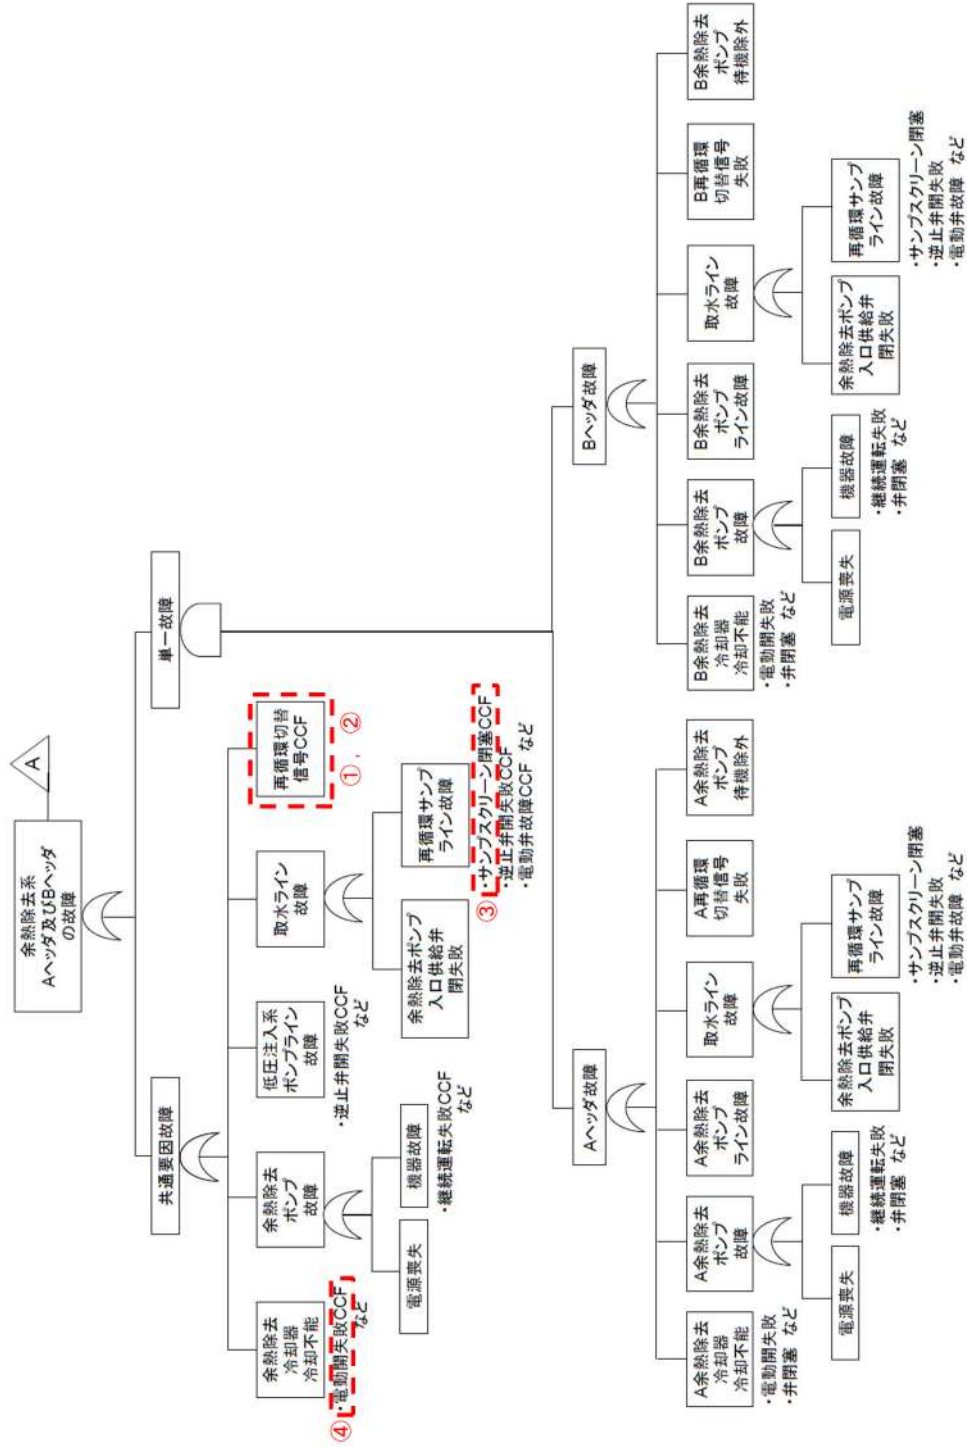 余熱除去系
Aヘッダ及びBヘッダ
の故障
A
共通要因故障
単一故障
余熱除去
冷却器
冷却不能
・電動開失敗CCF
など
④
余熱除去
ポンプ
故障
電源喪失
機器故障
・継続運転失敗CCF
など
低圧注入系
ポンプライン
故障
・逆止弁開失敗CCF
など
取水ライン
故障
余熱除去ポンプ
入口供給弁
閉失敗
再循環サンプ
ライン故障
③
・サンプスクリーン閉塞CCF
・逆止弁開失敗CCF
・電動弁故障CCF など
再循環切替
信号CCF
①，②
Aヘッダ故障
A余熱除去
冷却器
冷却不能
・電動開失敗
・弁閉塞 など
A余熱除去
ポンプ
故障
電源喪失
機器故障
・継続運転失敗
・弁閉塞 など
A余熱除去
ポンプ
ライン故障
取水ライン
故障
余熱除去ポンプ
入口供給弁
閉失敗
再循環サンプ
ライン故障
・サンプスクリーン閉塞
・逆止弁開失敗
・電動弁故障 など
A再循環
切替信号
失敗
A余熱除去
ポンプ
待機除外
Bヘッダ故障
B余熱除去
冷却器
冷却不能
・電動開失敗
・弁閉塞 など
B余熱除去
ポンプ
故障
電源喪失
機器故障
・継続運転失敗
・弁閉塞 など
B余熱除去
ポンプ
ライン故障
取水ライン
故障
余熱除去ポンプ
入口供給弁
閉失敗
再循環サンプ
ライン故障
・サンプスクリーン閉塞
・逆止弁開失敗
・電動弁故障 など
B再循環
切替信号
失敗
B余熱除去
ポンプ
待機除外